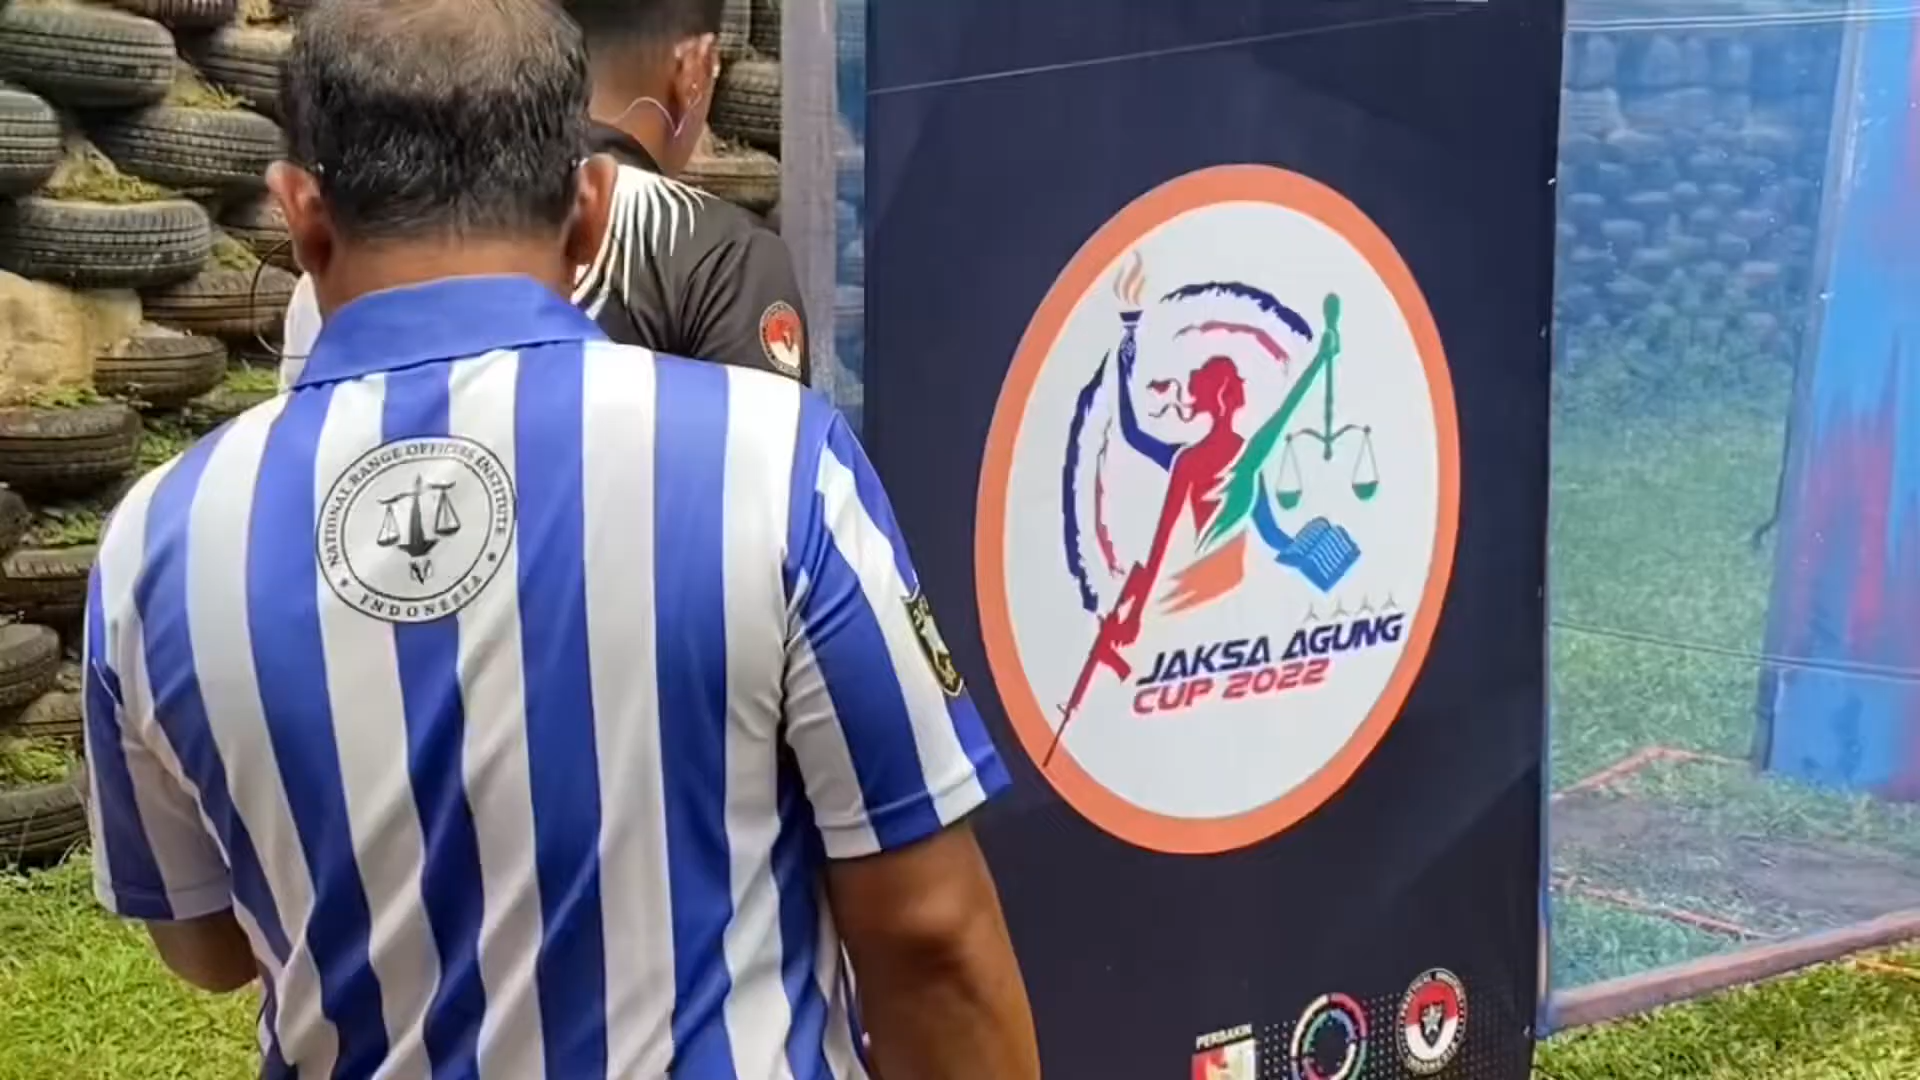 NATIONAL RANGE OFFICERS INSTITUTE
INDONESIA
JAKSA AGUNG
CUP 2022
PERBAKIN